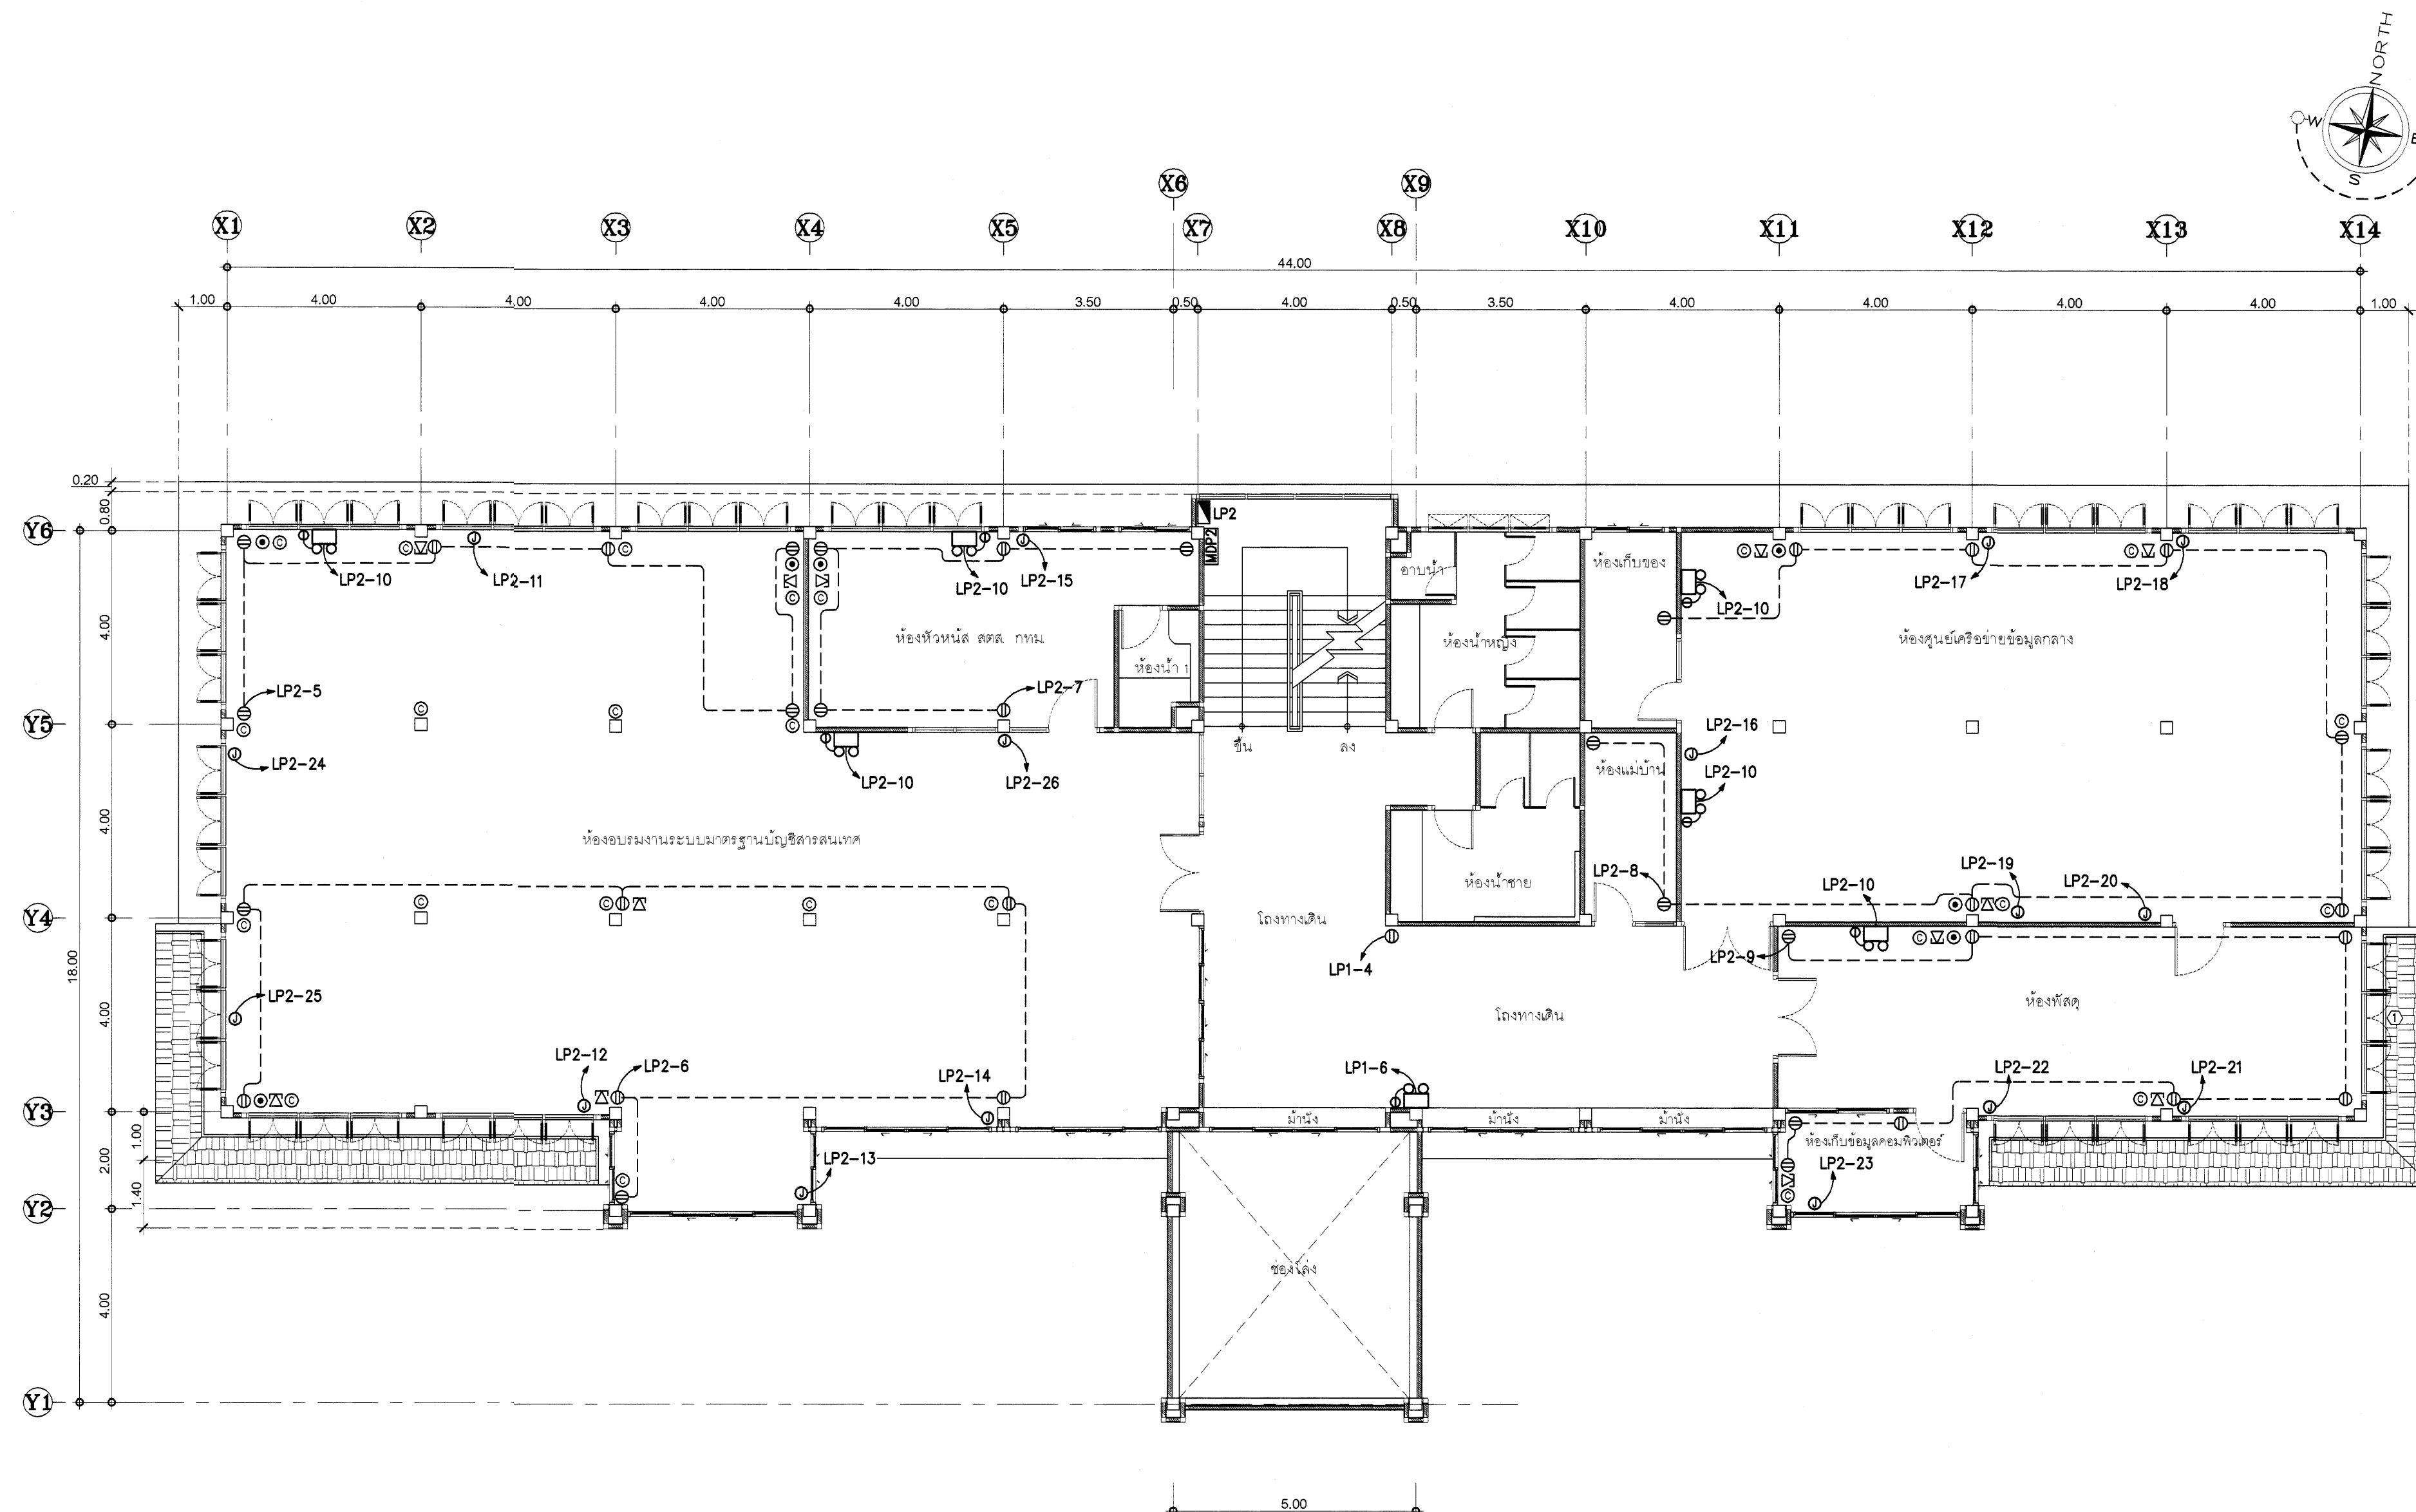 NORTH
W
E
S
X6 X9
X1 X2 X3 X4 X5 X7 X8 X10 X11 X12 X13 X14
44.00
1.00 4.00 4.00 4.00 4.00 3.50 0.50 4.00 0.50 3.50 4.00 4.00 4.00 4.00 1.00
0.20
0.80
LP2
MDP2
Y6
LP2-10 LP2-11 LP2-10 LP2-15 LP2-17 LP2-18
อาบน้ำ ห้องเก็บของ
LP2-10
4.00
ห้องหัวหน้า สตส. กทม. ห้องน้ำหญิง ห้องศูนย์เครือข่ายข้อมูลกลาง
ห้องน้ำ 1
LP2-5 LP2-7
Y5
LP2-16
ขึ้น ลง
LP2-24 ห้องแม่บ้าน LP2-10
LP2-10 LP2-26
4.00
ห้องอบรมงานระบบมาตรฐานบัญชีสารสนเทศ
LP2-8 LP2-19
ห้องน้ำชาย LP2-10 LP2-20
Y4
โถงทางเดิน
LP1-4 LP2-9
18.00
LP2-25 ห้องพัสดุ
4.00
โถงทางเดิน
1
LP2-12 LP2-6 LP2-14 LP1-6 LP2-22 LP2-21
Y3
ม้านั่ง ม้านั่ง ม้านั่ง
1.00
ห้องเก็บข้อมูลคอมพิวเตอร์
2.00
LP2-13 LP2-23
1.40
Y2
ช่องโล่ง
4.00
Y1
5.00